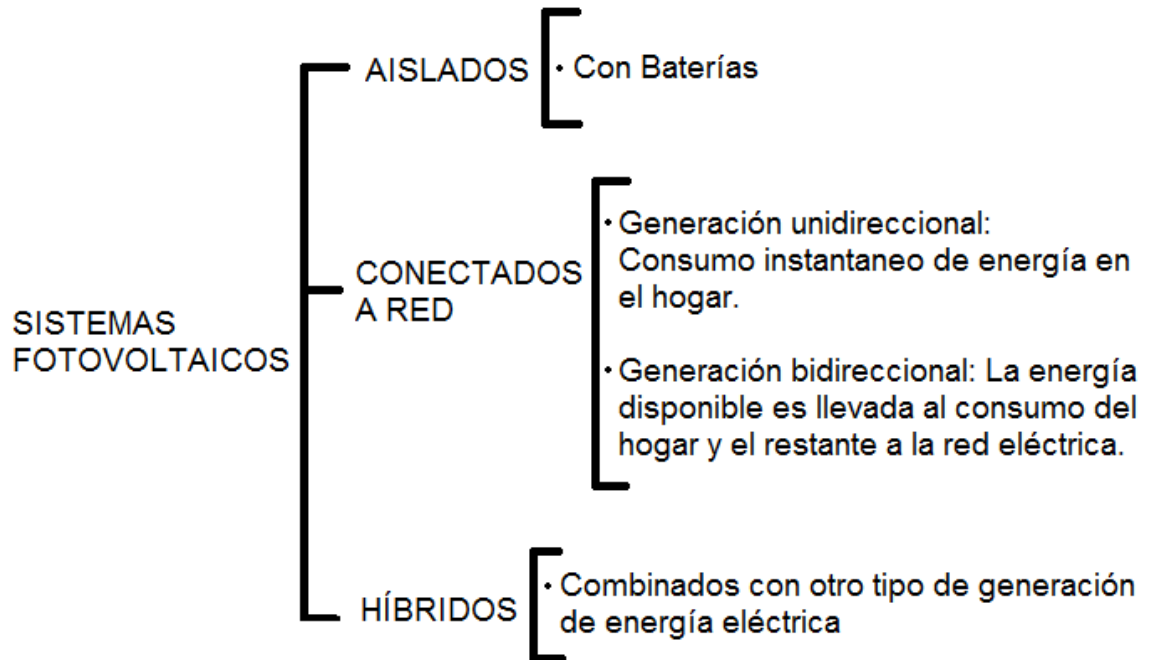 SISTEMAS
FOTOVOLTAICOS
AISLADOS
· Con Baterías
CONECTADOS
A RED
· Generación unidireccional:
Consumo instantaneo de energía en
el hogar.
· Generación bidireccional: La energía
disponible es llevada al consumo del
hogar y el restante a la red eléctrica.
HÍBRIDOS
· Combinados con otro tipo de generación
de energía eléctrica